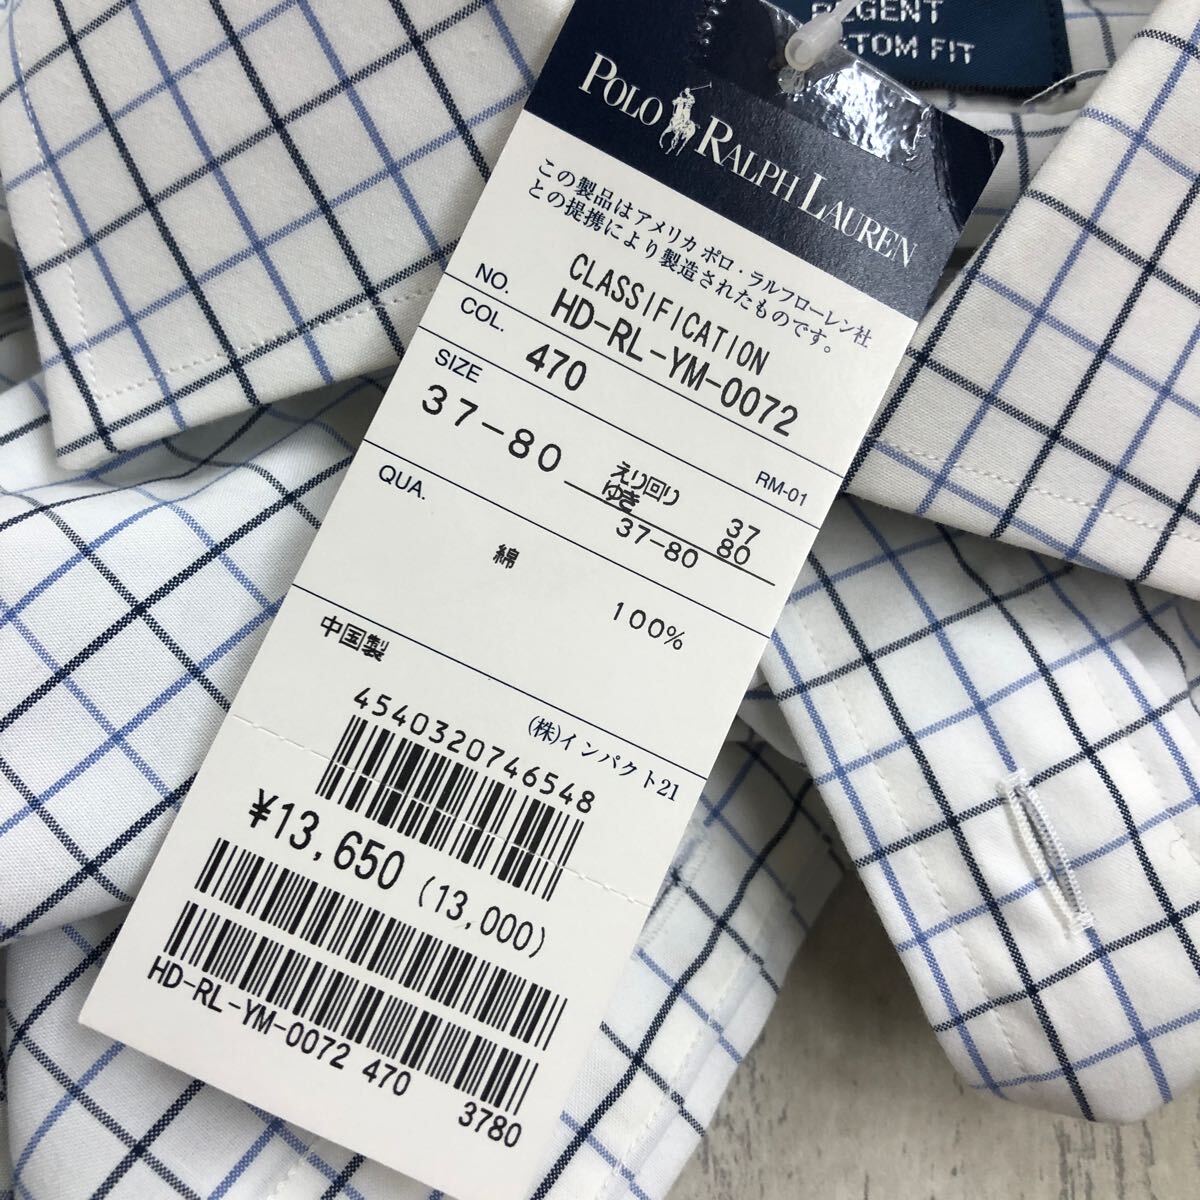 REGENT
CUSTOM FIT
POLO RALPH LAUREN
この製品はアメリカ ポロ・ラルフローレン社
との提携により製造されたものです。
CLASSIFICATION
NO. HD-RL-YM-0072
COL. 470 RM-01
SIZE
37-80 えり回り 37
ゆき 80
37-80
QUA.
綿 100%
中国製
(株)インパクト21
4540320746548
¥13,650 (13,000)
HD-RL-YM-0072 470
3780